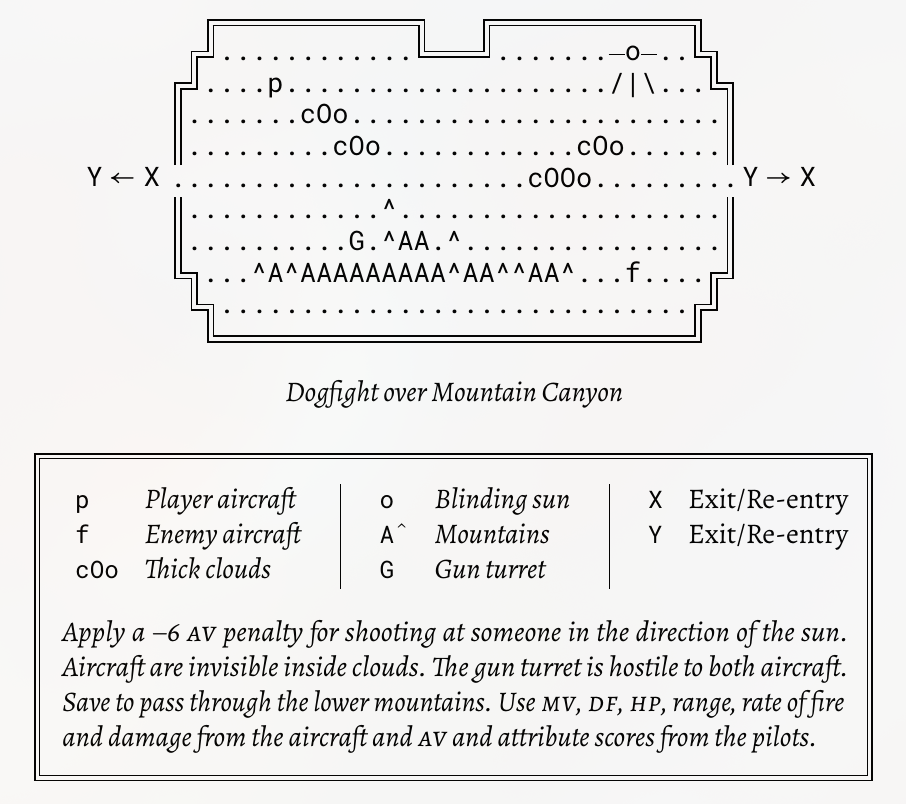 ............ .......—o—..
....p..................../|\...
.......cOo.......................
.........cOo............cOo......
Y ← X ......................cOOo......... Y → X
............^....................
..........G.^AA.^................
...^A^AAAAAAAAA^AA^^AA^...f....
.............................
Dogfight over Mountain Canyon
p Player aircraft o Blinding sun X Exit/Re-entry
f Enemy aircraft A^ Mountains Y Exit/Re-entry
cOo Thick clouds G Gun turret
Apply a –6 AV penalty for shooting at someone in the direction of the sun.
Aircraft are invisible inside clouds. The gun turret is hostile to both aircraft.
Save to pass through the lower mountains. Use MV, DF, HP, range, rate of fire
and damage from the aircraft and AV and attribute scores from the pilots.